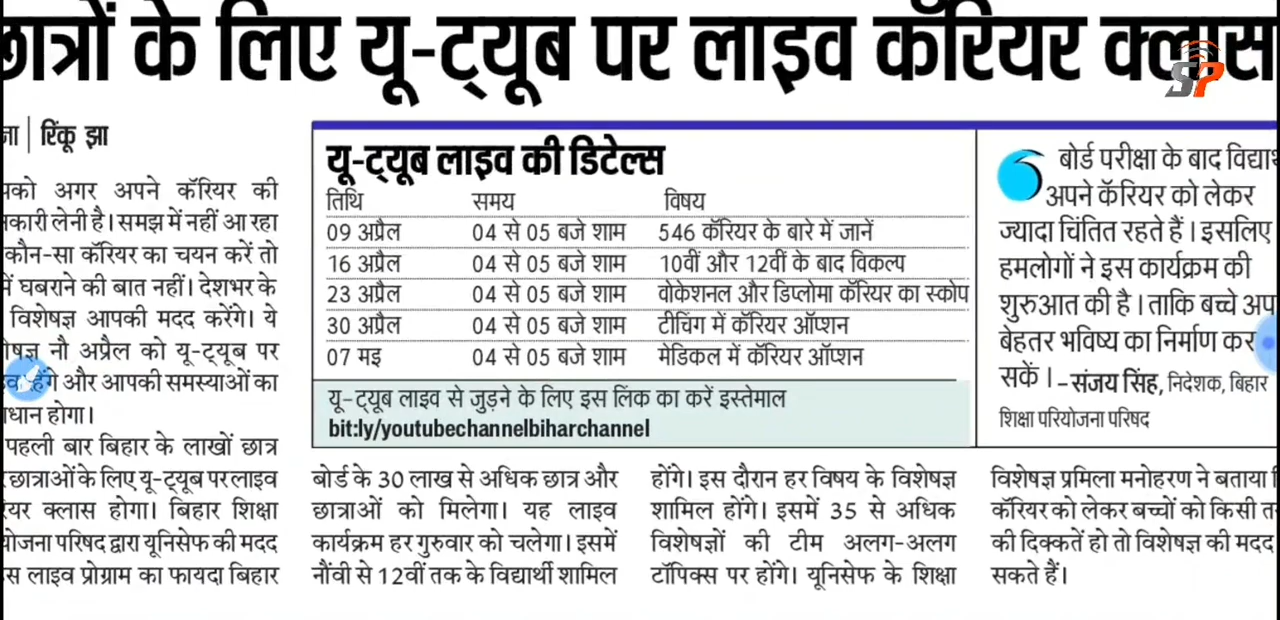 छात्रों के लिए यू-ट्यूब पर लाइव कॅरियर क्लास
SP
रिंकू झा
अगर अपने कॅरियर की
लेनी है। समझ में नहीं आ रहा
कौन-सा कॅरियर का चयन करें तो
घबराने की बात नहीं। देशभर के
विशेषज्ञ आपकी मदद करेंगे। ये
नौ अप्रैल को यू-ट्यूब पर
और आपकी समस्याओं का
होगा।
पहली बार बिहार के लाखों छात्र
छात्राओं के लिए यू-ट्यूब पर लाइव
क्लास होगा। बिहार शिक्षा
परिषद द्वारा यूनिसेफ की मदद
लाइव प्रोग्राम का फायदा बिहार
यू-ट्यूब लाइव की डिटेल्स
तिथि समय विषय
09 अप्रैल 04 से 05 बजे शाम 546 कॅरियर के बारे में जानें
16 अप्रैल 04 से 05 बजे शाम 10वीं और 12वीं के बाद विकल्प
23 अप्रैल 04 से 05 बजे शाम वोकेशनल और डिप्लोमा कॅरियर का स्कोप
30 अप्रैल 04 से 05 बजे शाम टीचिंग में कॅरियर ऑप्शन
07 मइ 04 से 05 बजे शाम मेडिकल में कॅरियर ऑप्शन
यू-ट्यूब लाइव से जुड़ने के लिए इस लिंक का करें इस्तेमाल
bit:ly/youtubechannelbiharchannel
बोर्ड परीक्षा के बाद
अपने कॅरियर को लेकर
ज्यादा चिंतित रहते हैं। इसलिए
हमलोगों ने इस कार्यक्रम की
शुरुआत की है। ताकि बच्चे
बेहतर भविष्य का निर्माण कर
सकें। -संजय सिंह, निदेशक, बिहार
शिक्षा परियोजना परिषद
बोर्ड के 30 लाख से अधिक छात्र और
छात्राओं को मिलेगा। यह लाइव
कार्यक्रम हर गुरुवार को चलेगा। इसमें
नौंवी से 12वीं तक के विद्यार्थी शामिल
होंगे। इस दौरान हर विषय के विशेषज्ञ
शामिल होंगे। इसमें 35 से अधिक
विशेषज्ञों की टीम अलग-अलग
टॉपिक्स पर होंगे। यूनिसेफ के शिक्षा
विशेषज्ञ प्रमिला मनोहरण ने बताया
कॅरियर को लेकर बच्चों को किसी
की दिक्कतें हो तो विशेषज्ञ की मदद
सकते हैं।